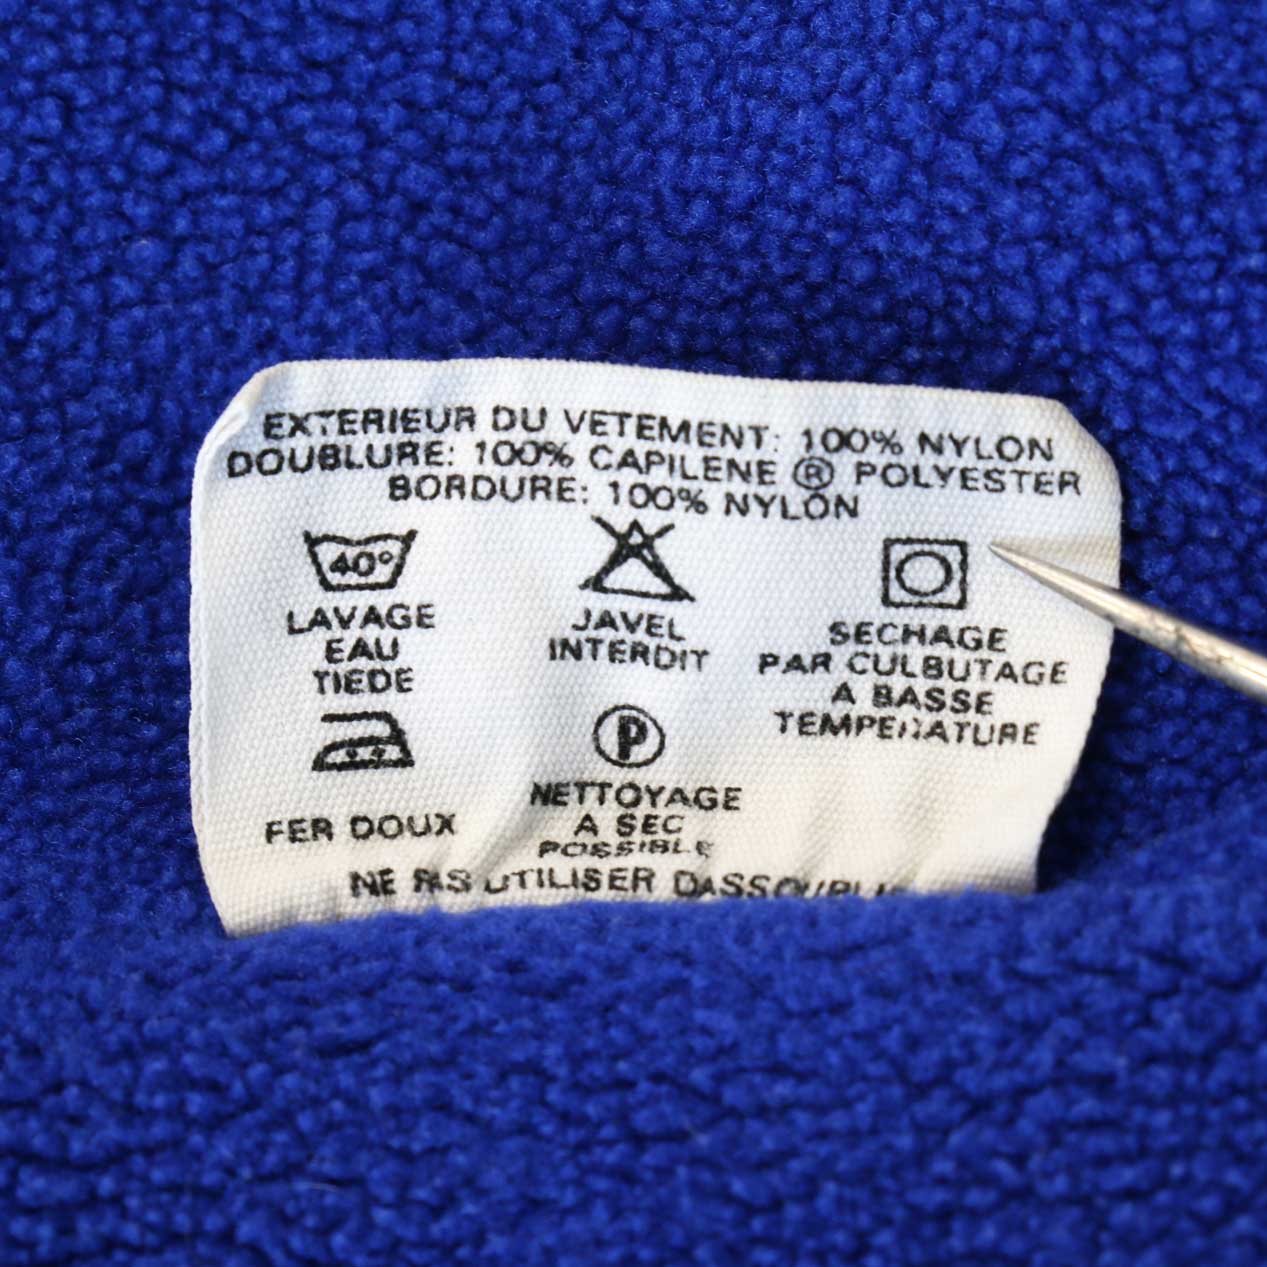 EXTERIEUR DU VETEMENT: 100% NYLON
DOUBLURE: 100% CAPILENE ® POLYESTER
BORDURE: 100% NYLON
40°
LAVAGE
EAU
TIEDE
JAVEL
INTERDIT
SECHAGE
PAR CULBUTAGE
A BASSE
TEMPERATURE
FER DOUX
P
NETTOYAGE
A SEC
POSSIBLE
NE PAS UTILISER